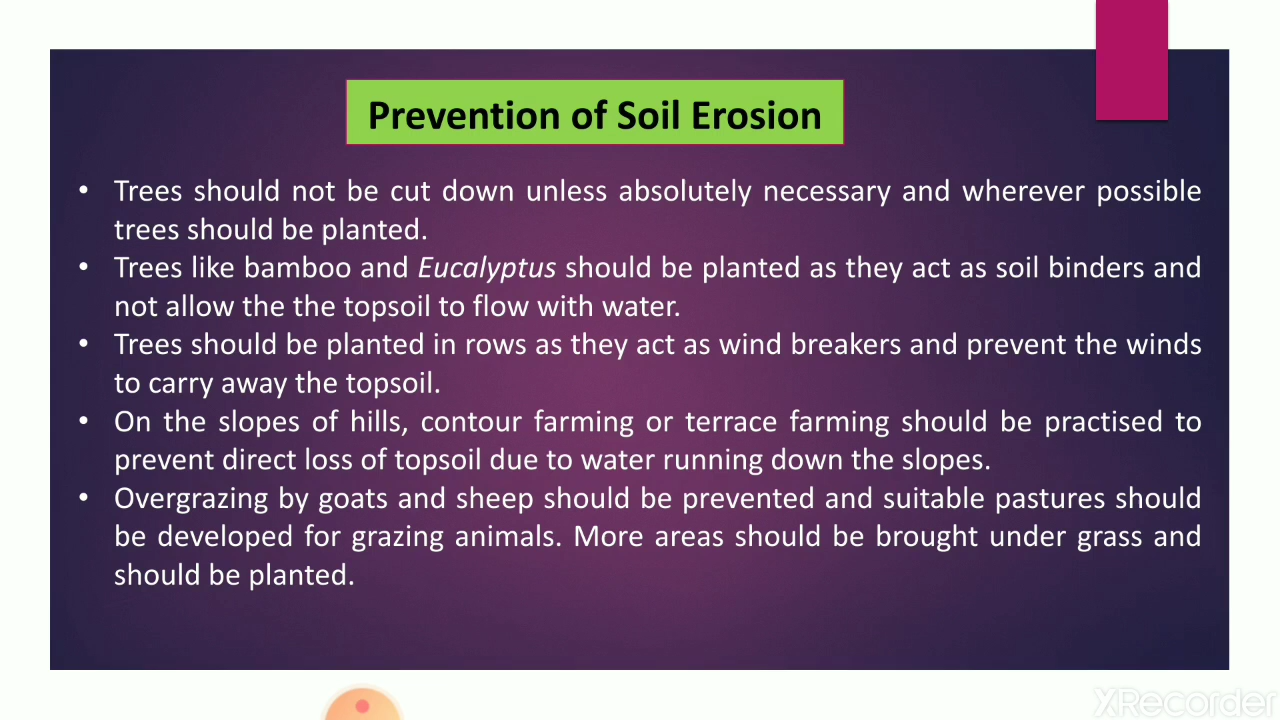 Prevention of Soil Erosion
• Trees should not be cut down unless absolutely necessary and wherever possible
trees should be planted.
• Trees like bamboo and Eucalyptus should be planted as they act as soil binders and
not allow the the topsoil to flow with water.
• Trees should be planted in rows as they act as wind breakers and prevent the winds
to carry away the topsoil.
• On the slopes of hills, contour farming or terrace farming should be practised to
prevent direct loss of topsoil due to water running down the slopes.
• Overgrazing by goats and sheep should be prevented and suitable pastures should
be developed for grazing animals. More areas should be brought under grass and
should be planted.
XRecorder